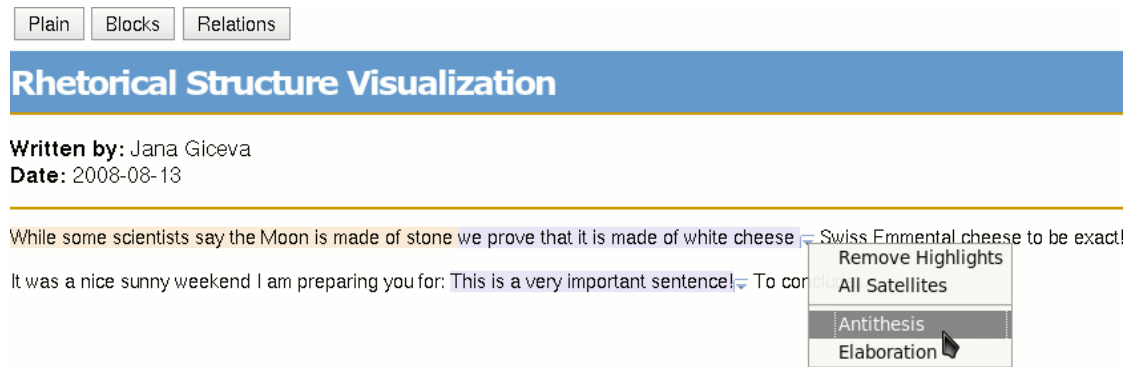 Plain Blocks Relations
Rhetorical Structure Visualization
Written by: Jana Giceva
Date: 2008-08-13
While some scientists say the Moon is made of stone we prove that it is made of white cheese Swiss Emmental cheese to be exact!
Remove Highlights
It was a nice sunny weekend I am preparing you for: This is a very important sentence! To
All Satellites
Antithesis
Elaboration